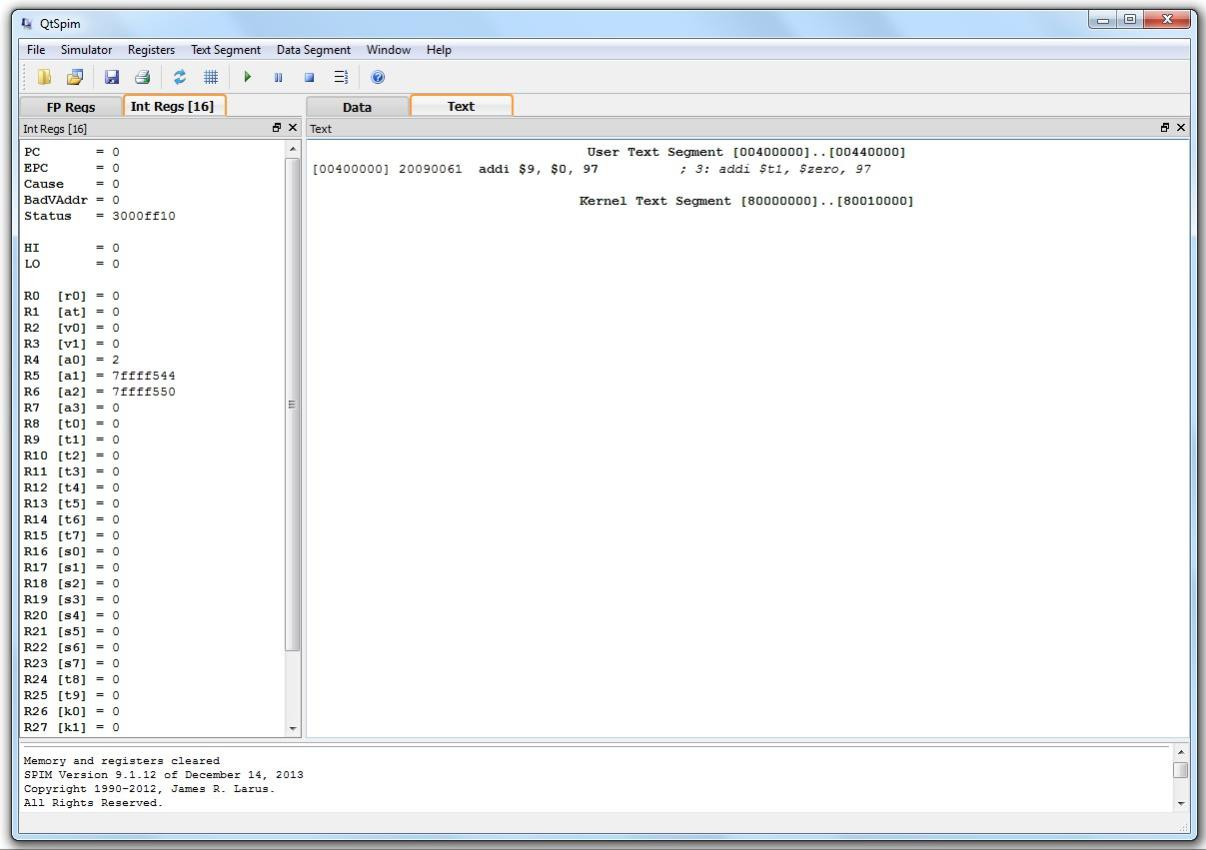 QtSpim
File Simulator Registers Text Segment Data Segment Window Help
FP Regs Int Regs [16] Data Text
Int Regs [16]
PC = 0
EPC = 0
Cause = 0
BadVAddr = 0
Status = 3000ff10
HI = 0
LO = 0
R0 [r0] = 0
R1 [at] = 0
R2 [v0] = 0
R3 [v1] = 0
R4 [a0] = 2
R5 [a1] = 7ffff544
R6 [a2] = 7ffff550
R7 [a3] = 0
R8 [t0] = 0
R9 [t1] = 0
R10 [t2] = 0
R11 [t3] = 0
R12 [t4] = 0
R13 [t5] = 0
R14 [t6] = 0
R15 [t7] = 0
R16 [s0] = 0
R17 [s1] = 0
R18 [s2] = 0
R19 [s3] = 0
R20 [s4] = 0
R21 [s5] = 0
R22 [s6] = 0
R23 [s7] = 0
R24 [t8] = 0
R25 [t9] = 0
R26 [k0] = 0
R27 [k1] = 0
Text
User Text Segment [00400000]..[00440000]
[00400000] 20090061 addi $9, $0, 97 ; 3: addi $t1, $zero, 97
Kernel Text Segment [80000000]..[80010000]
Memory and registers cleared
SPIM Version 9.1.12 of December 14, 2013
Copyright 1990-2012, James R. Larus.
All Rights Reserved.